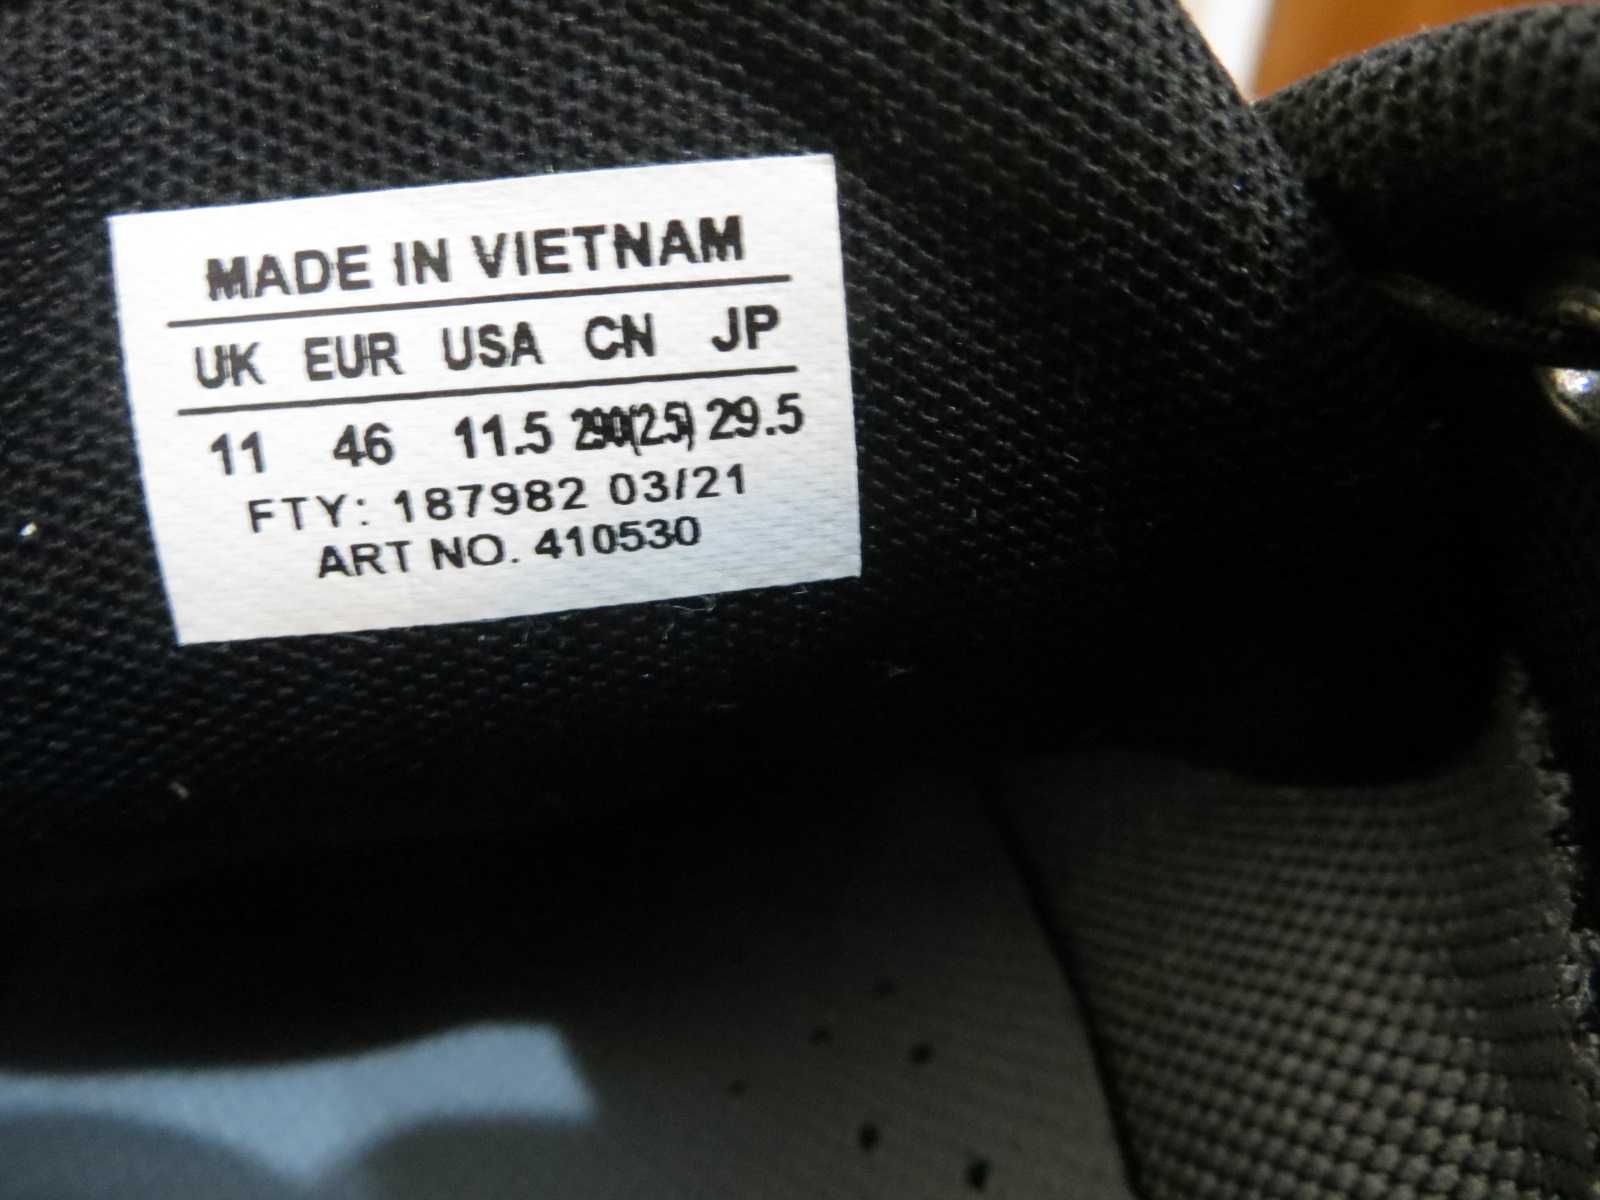 MADE IN VIETNAM
UK EUR USA CN JP
11 46 11.5 290(2.5) 29.5
FTY: 187982 03/21
ART NO. 410530